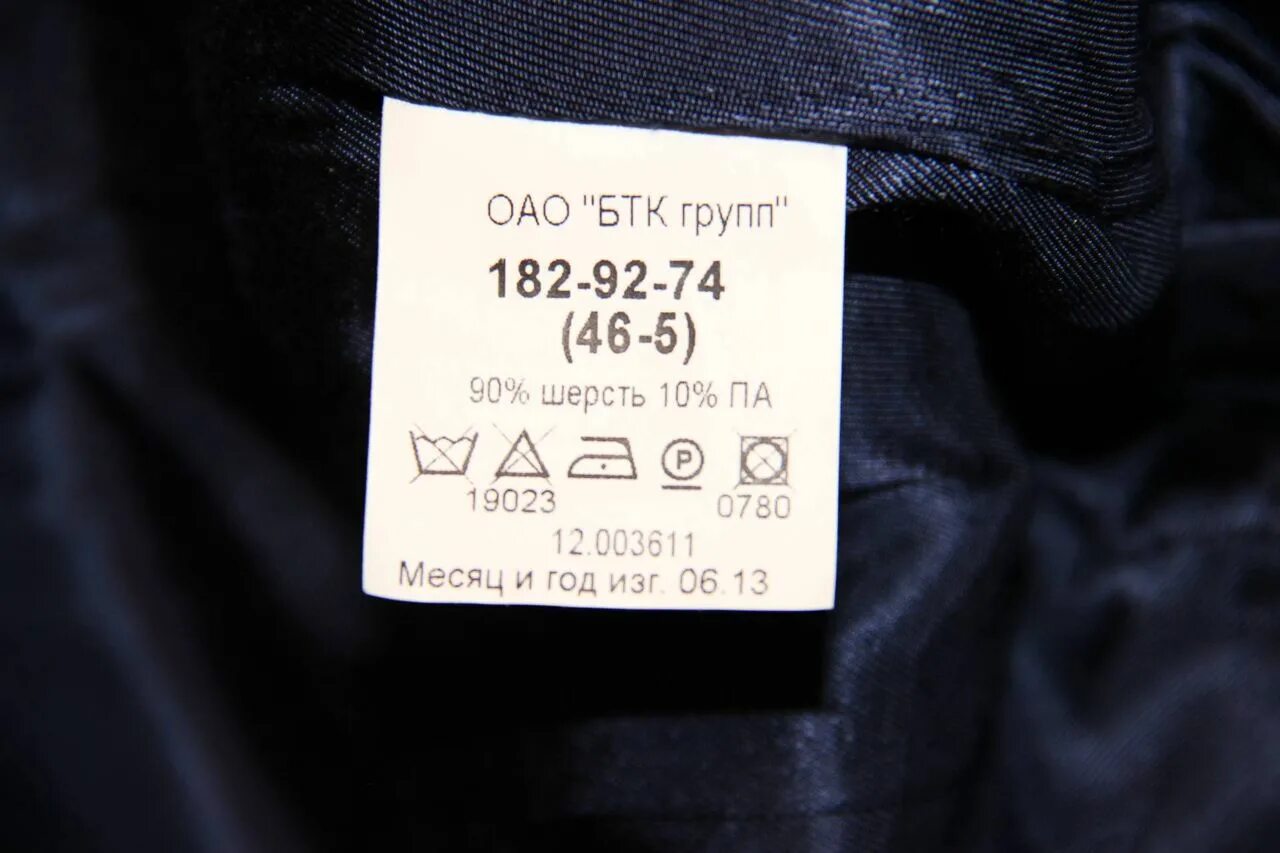 ОАО "БТК групп"
182-92-74
(46-5)
90% шерсть 10% ПА
P
19023 0780
12.003611
Месяц и год изг. 06.13